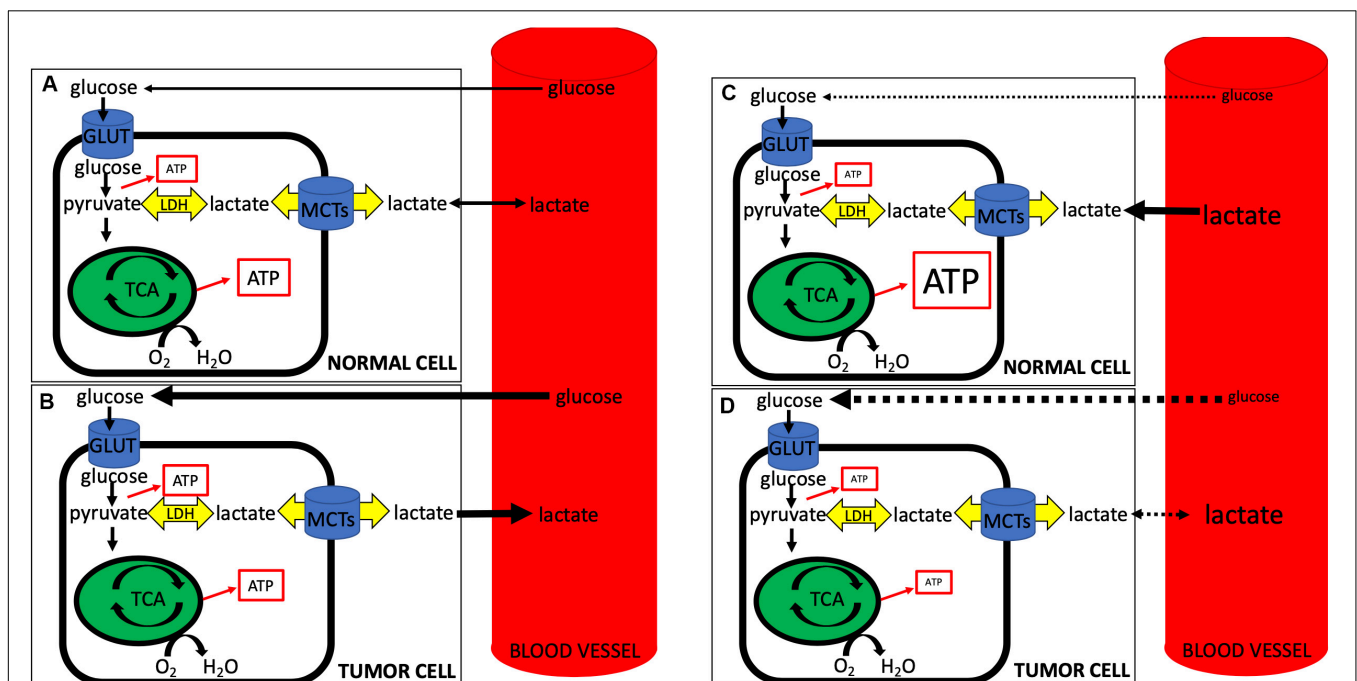 A
glucose
glucose
GLUT
glucose
ATP
pyruvate
LDH
lactate
MCTs
lactate
lactate
TCA
ATP
O2
H2O
NORMAL CELL
B
glucose
glucose
GLUT
glucose
ATP
pyruvate
LDH
lactate
MCTs
lactate
lactate
TCA
ATP
O2
H2O
TUMOR CELL
BLOOD VESSEL
C
glucose
glucose
GLUT
glucose
ATP
pyruvate
LDH
lactate
MCTs
lactate
lactate
TCA
ATP
O2
H2O
NORMAL CELL
D
glucose
glucose
GLUT
glucose
ATP
pyruvate
LDH
lactate
MCTs
lactate
lactate
TCA
ATP
O2
H2O
TUMOR CELL
BLOOD VESSEL